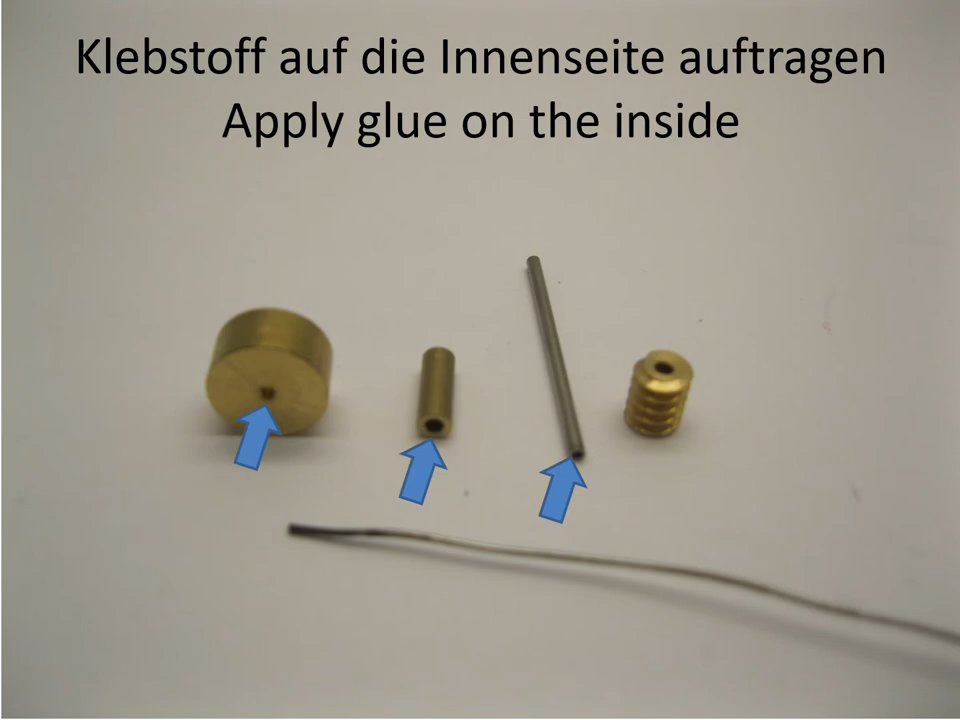 Klebstoff auf die Innenseite auftragen
Apply glue on the inside